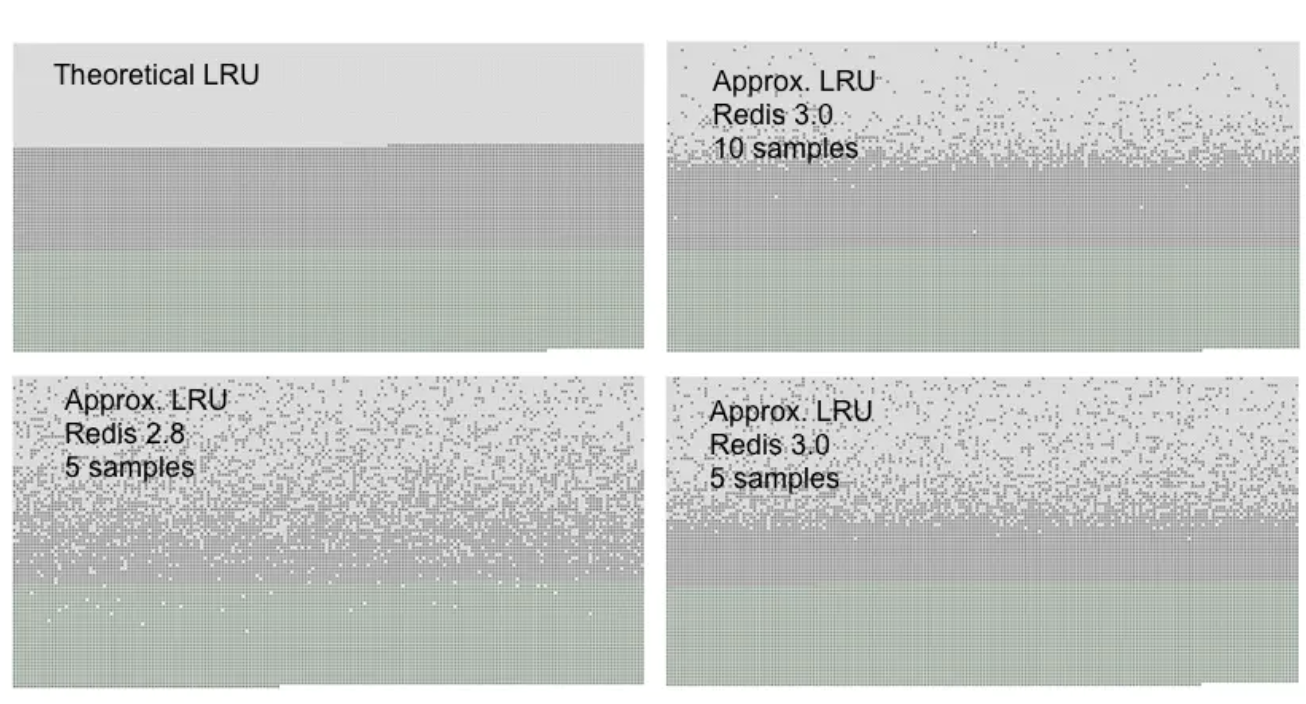 Theoretical LRU
Approx. LRU
Redis 3.0
10 samples
Approx. LRU
Redis 2.8
5 samples
Approx. LRU
Redis 3.0
5 samples